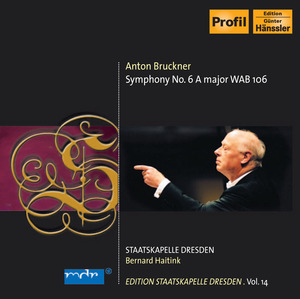 Profil
Edition
Günter
Hänssler
Anton Bruckner
Symphony No. 6 A major WAB 106
STAATSKAPELLE DRESDEN
Bernard Haitink
mdr
EDITION STAATSKAPELLE DRESDEN . Vol. 14